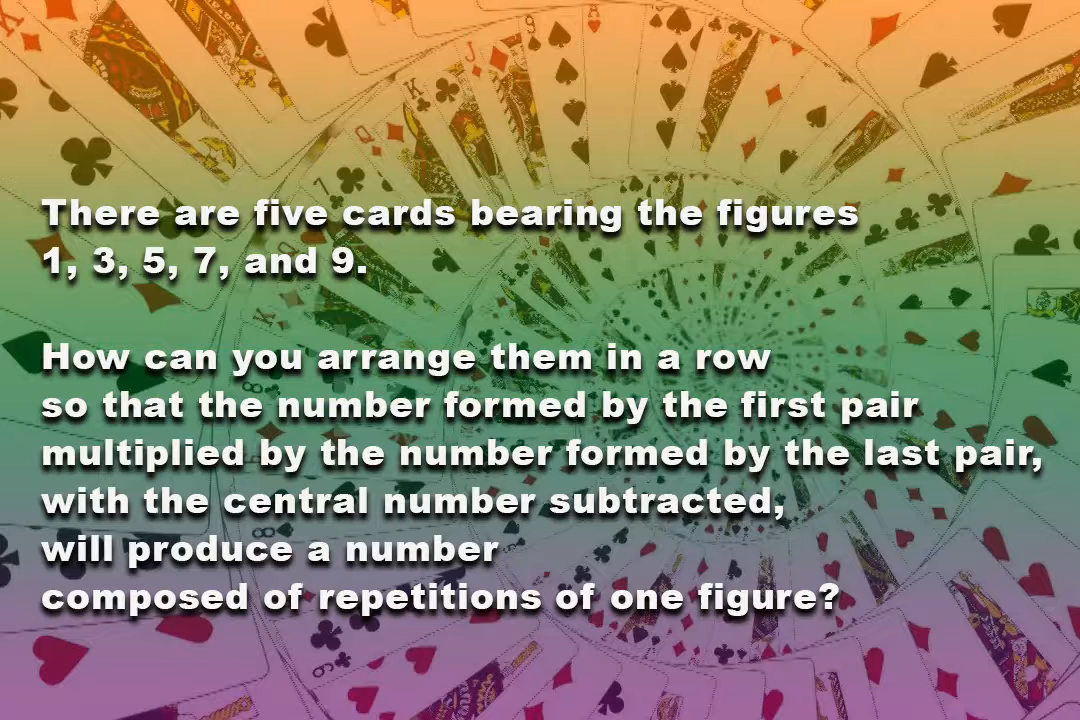 There are five cards bearing the figures
1, 3, 5, 7, and 9.
How can you arrange them in a row
so that the number formed by the first pair
multiplied by the number formed by the last pair,
with the central number subtracted,
will produce a number
composed of repetitions of one figure?